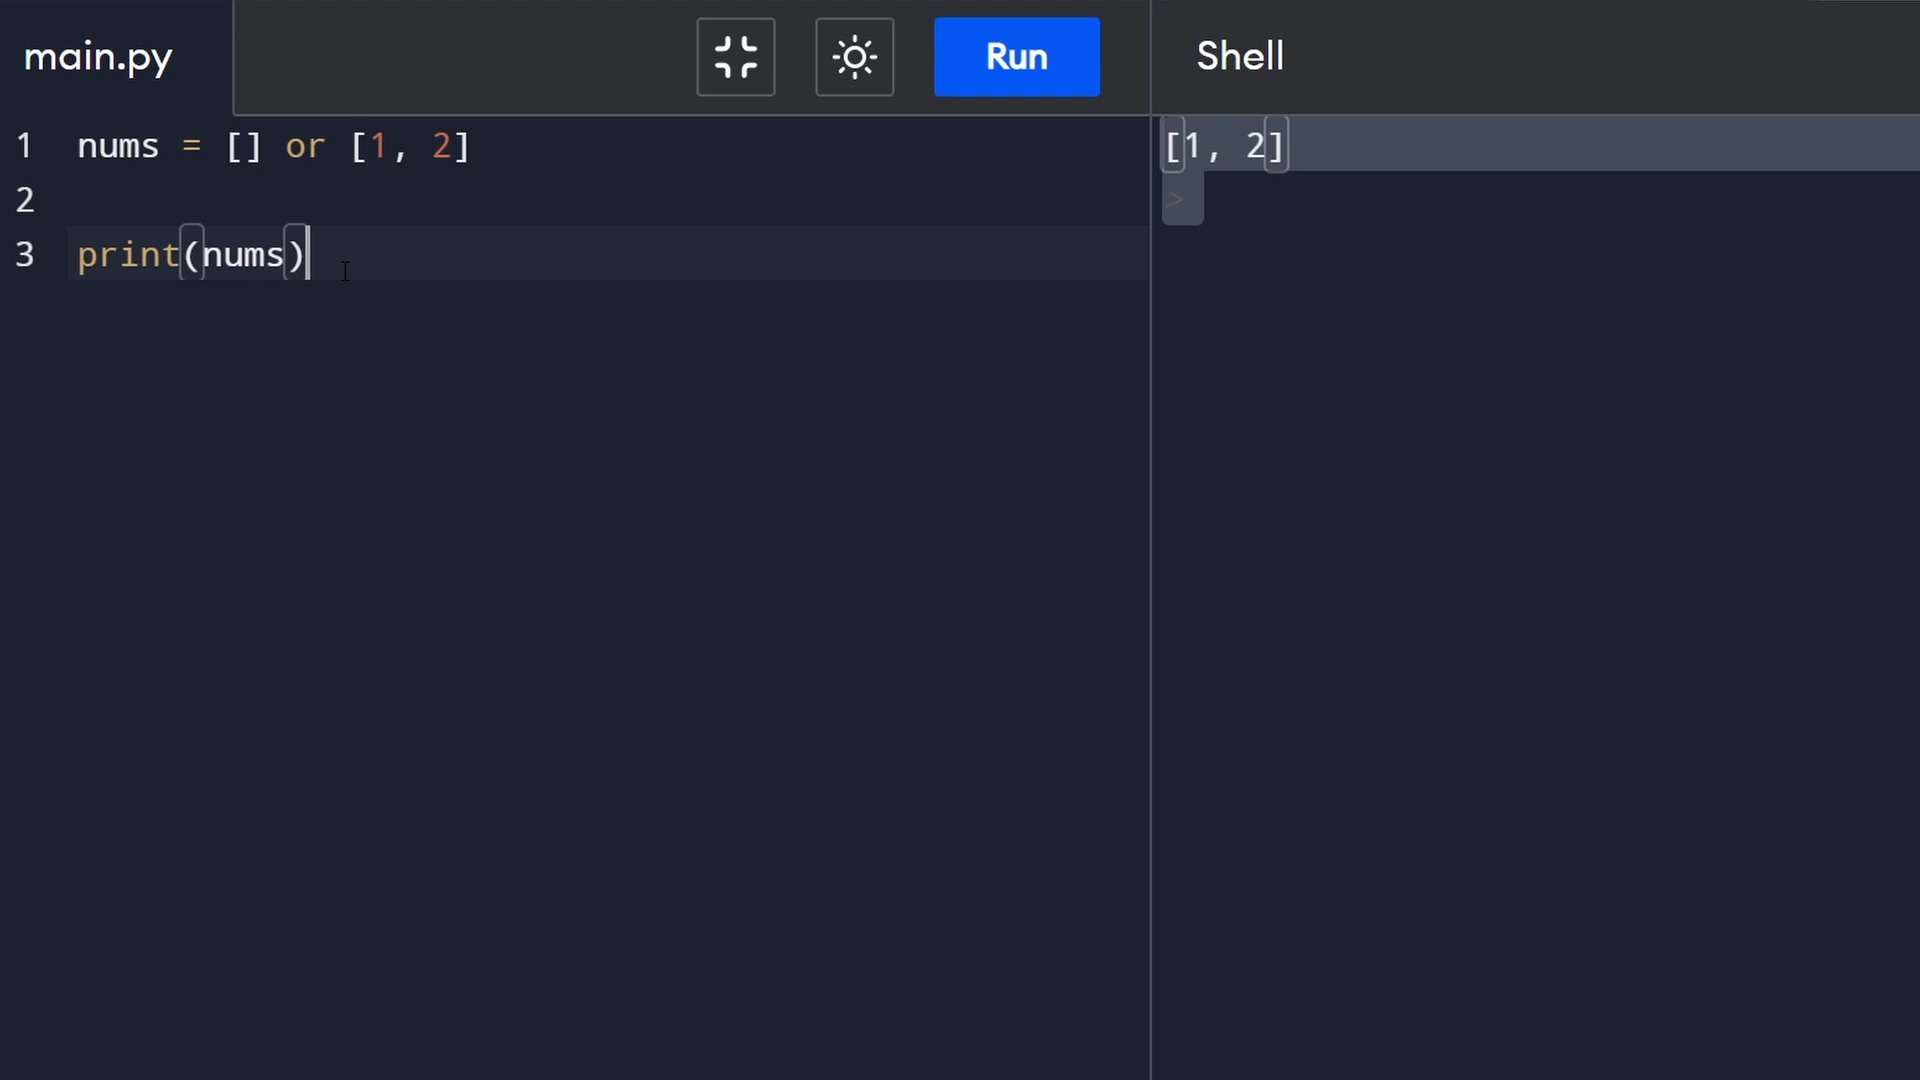 main.py
Run
Shell
1 nums = [] or [1, 2]
2
3 print(nums)
[1, 2]
>